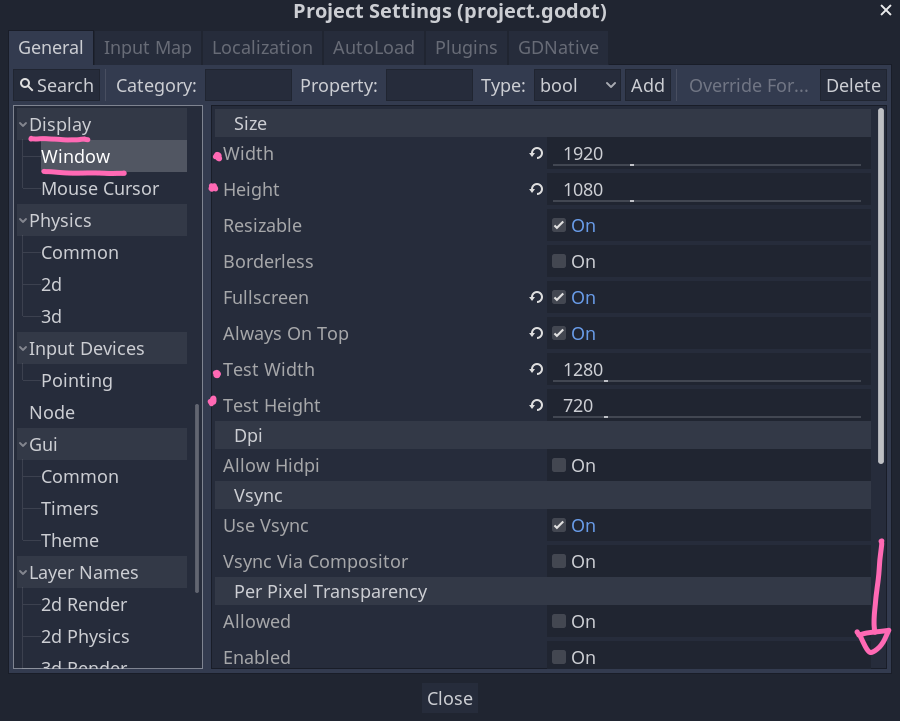 Project Settings (project.godot)
General Input Map Localization AutoLoad Plugins GDNative
Search Category: Property: Type: bool Add Override For... Delete
Display
Window
Mouse Cursor
Physics
Common
2d
3d
Input Devices
Pointing
Node
Gui
Common
Timers
Theme
Layer Names
2d Render
2d Physics
3d Render
Size
Width 1920
Height 1080
Resizable On
Borderless On
Fullscreen On
Always On Top On
Test Width 1280
Test Height 720
Dpi
Allow Hidpi On
Vsync
Use Vsync On
Vsync Via Compositor On
Per Pixel Transparency
Allowed On
Enabled On
Close